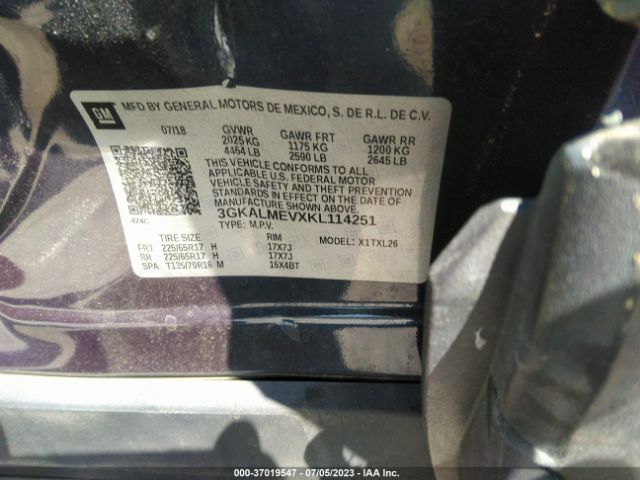 GM
MFD BY GENERAL MOTORS DE MEXICO, S. DE R.L. DE C.V.
07/18 GVWR GAWR FRT GAWR RR
2025 KG 1175 KG 1200 KG
4464 LB 2590 LB 2645 LB
THIS VEHICLE CONFORMS TO ALL
APPLICABLE U.S. FEDERAL MOTOR
VEHICLE SAFETY AND THEFT PREVENTION
STANDARDS IN EFFECT ON THE DATE OF
MANUFACTURE SHOWN ABOVE.
424C 3GKALMEVXKL114251
TYPE: M.P.V.
TIRE SIZE RIM MODEL: X1TXL26
FRT 225/65R17 H 17X7J
RR 225/65R17 H 17X7J
SPA T135/70R16 M 16X4BT
000-37019547 - 07/05/2023 - IAA Inc.